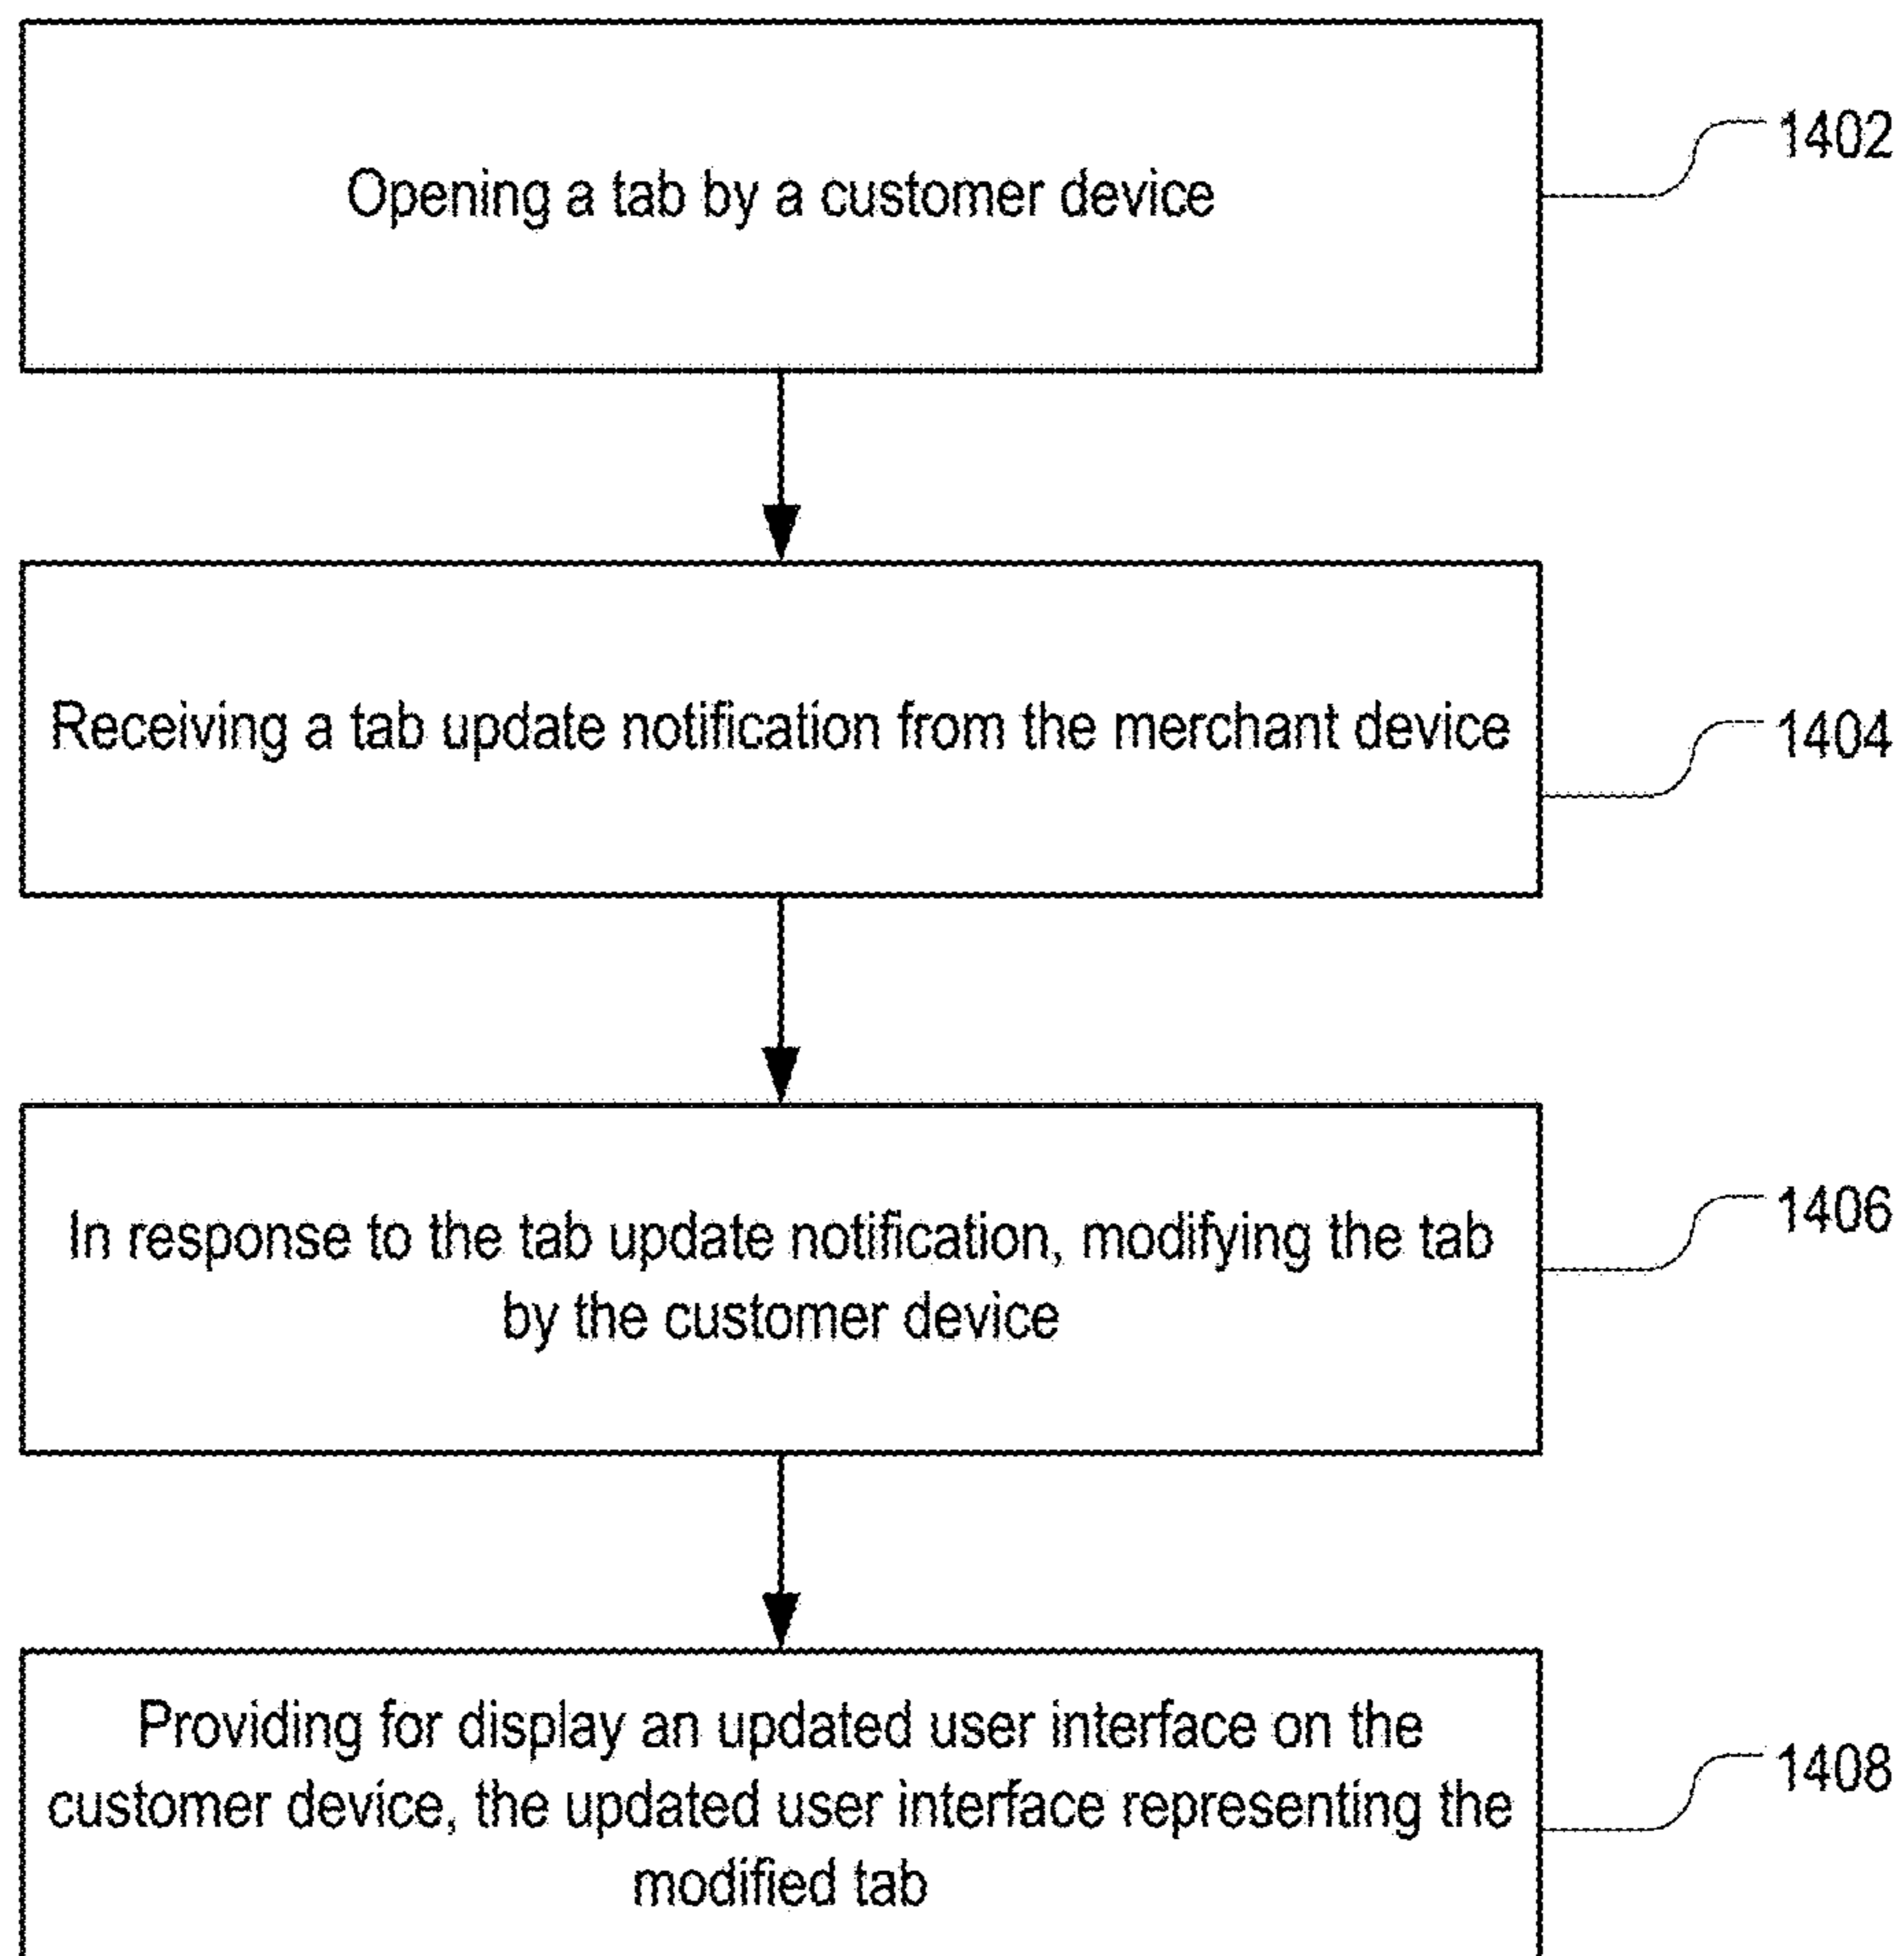 Opening a tab by a customer device
1402
Receiving a tab update notification from the merchant device
1404
In response to the tab update notification, modifying the tab
by the customer device
1406
Providing for display an updated user interface on the
customer device, the updated user interface representing the
modified tab
1408